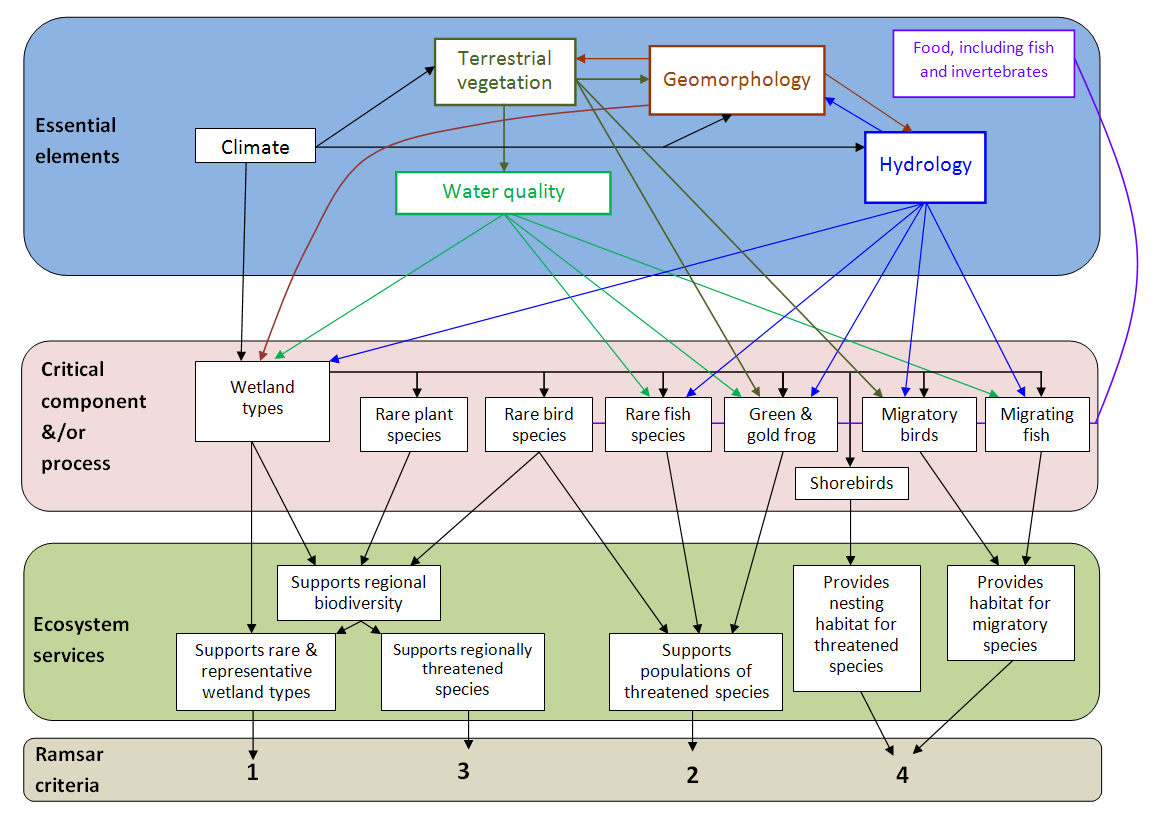 Essential
elements
Terrestrial
vegetation
Geomorphology
Food, including fish
and invertebrates
Climate
Hydrology
Water quality
Critical
component
&/or
process
Wetland
types
Rare plant
species
Rare bird
species
Rare fish
species
Green &
gold frog
Migratory
birds
Migrating
fish
Shorebirds
Ecosystem
services
Supports regional
biodiversity
Supports rare &
representative
wetland types
Supports regionally
threatened
species
Supports
populations of
threatened species
Provides
nesting
habitat for
threatened
species
Provides
habitat for
migratory
species
Ramsar
criteria
1
3
2
4